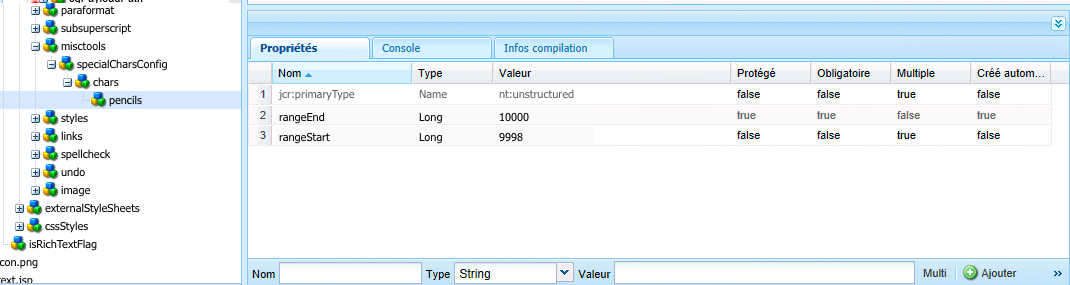 paraformat
subsuperscript
misctools
specialCharsConfig
chars
pencils
styles
links
spellcheck
undo
image
externalStyleSheets
cssStyles
isRichTextFlag
con.png
ext.jsp
Propriétés Console Infos compilation
Nom Type Valeur Protégé Obligatoire Multiple Créé autom...
1 jcr:primaryType Name nt:unstructured false false true false
2 rangeEnd Long 10000 true true false true
3 rangeStart Long 9998 false false true false
Nom Type String Valeur Multi Ajouter »